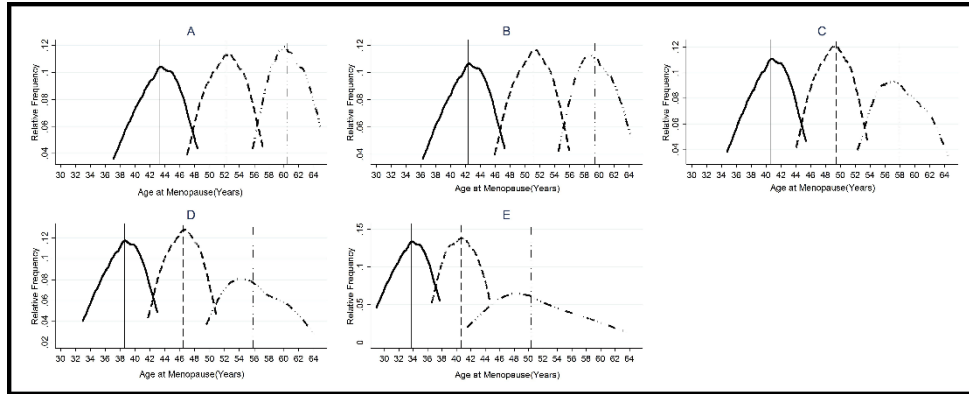 A
Relative Frequency
.04 .06 .08 .1 .12
30 32 34 36 38 40 42 44 46 48 50 52 54 56 58 60 62 64
Age at Menopause(Years)
B
Relative Frequency
.04 .06 .08 .1 .12
30 32 34 36 38 40 42 44 46 48 50 52 54 56 58 60 62 64
Age at Menopause(Years)
C
Relative Frequency
.04 .06 .08 .1 .12
30 32 34 36 38 40 42 44 46 48 50 52 54 56 58 60 62 64
Age at Menopause(Years)
D
Relative Frequency
.02 .04 .06 .08 .1 .12
30 32 34 36 38 40 42 44 46 48 50 52 54 56 58 60 62 64
Age at Menopause(Years)
E
Relative Frequency
0 .05 .1 .15
30 32 34 36 38 40 42 44 46 48 50 52 54 56 58 60 62 64
Age at Menopause(Years)